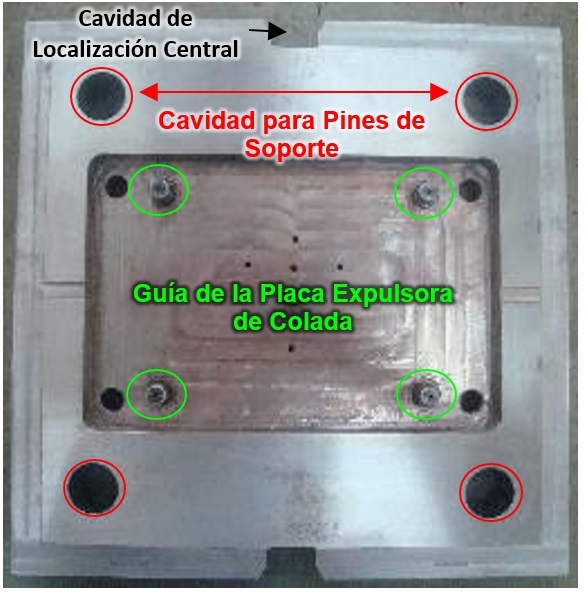 Cavidad de
Localización Central
Cavidad para Pines de
Soporte
Guía de la Placa Expulsora
de Colada